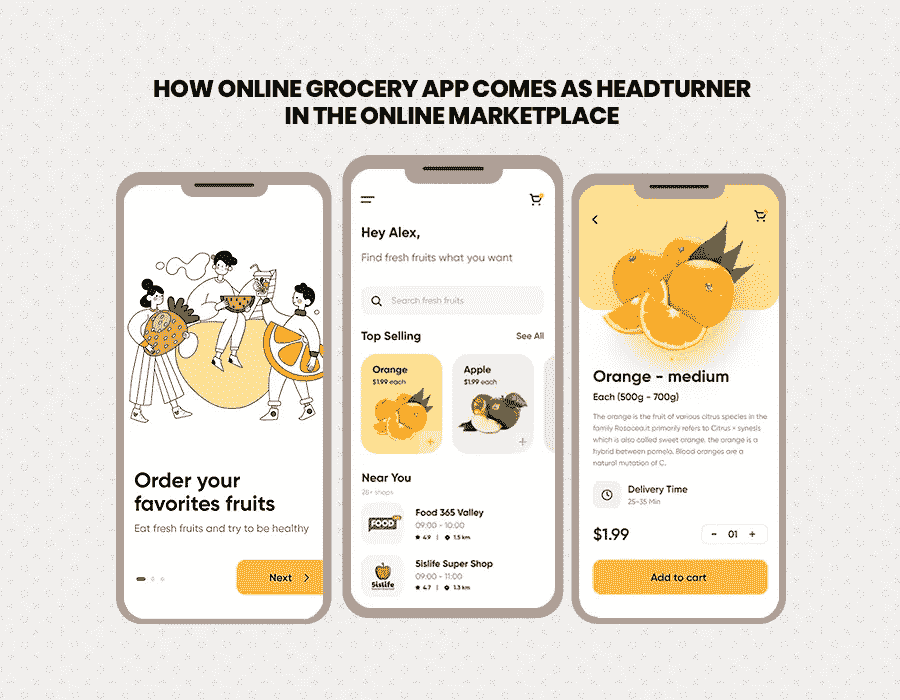 HOW ONLINE GROCERY APP COMES AS HEADTURNER
IN THE ONLINE MARKETPLACE
Order your
favorites fruits
Eat fresh fruits and try to be healthy
Next
Hey Alex,
Find fresh fruits what you want
Search fresh fruits
Top Selling
See All
Orange
$1.99 each
Apple
$1.99 each
Near You
28+ shops
FOOD
Food 365 Valley
09:00 - 10:00
4.9 | 1.5 km
5islife
5islife Super Shop
09:00 - 11:00
4.7 | 1.3 km
Orange - medium
Each (500g - 700g)
The orange is the fruit of various citrus species in the
family Rosaceae.it primarily refers to Citrus × synesis
which is also called sweet orange. the orange is a
hybrid between pomelo. Blood oranges are a
natural mutation of C.
Delivery Time
25-35 Min
$1.99
- 01 +
Add to cart